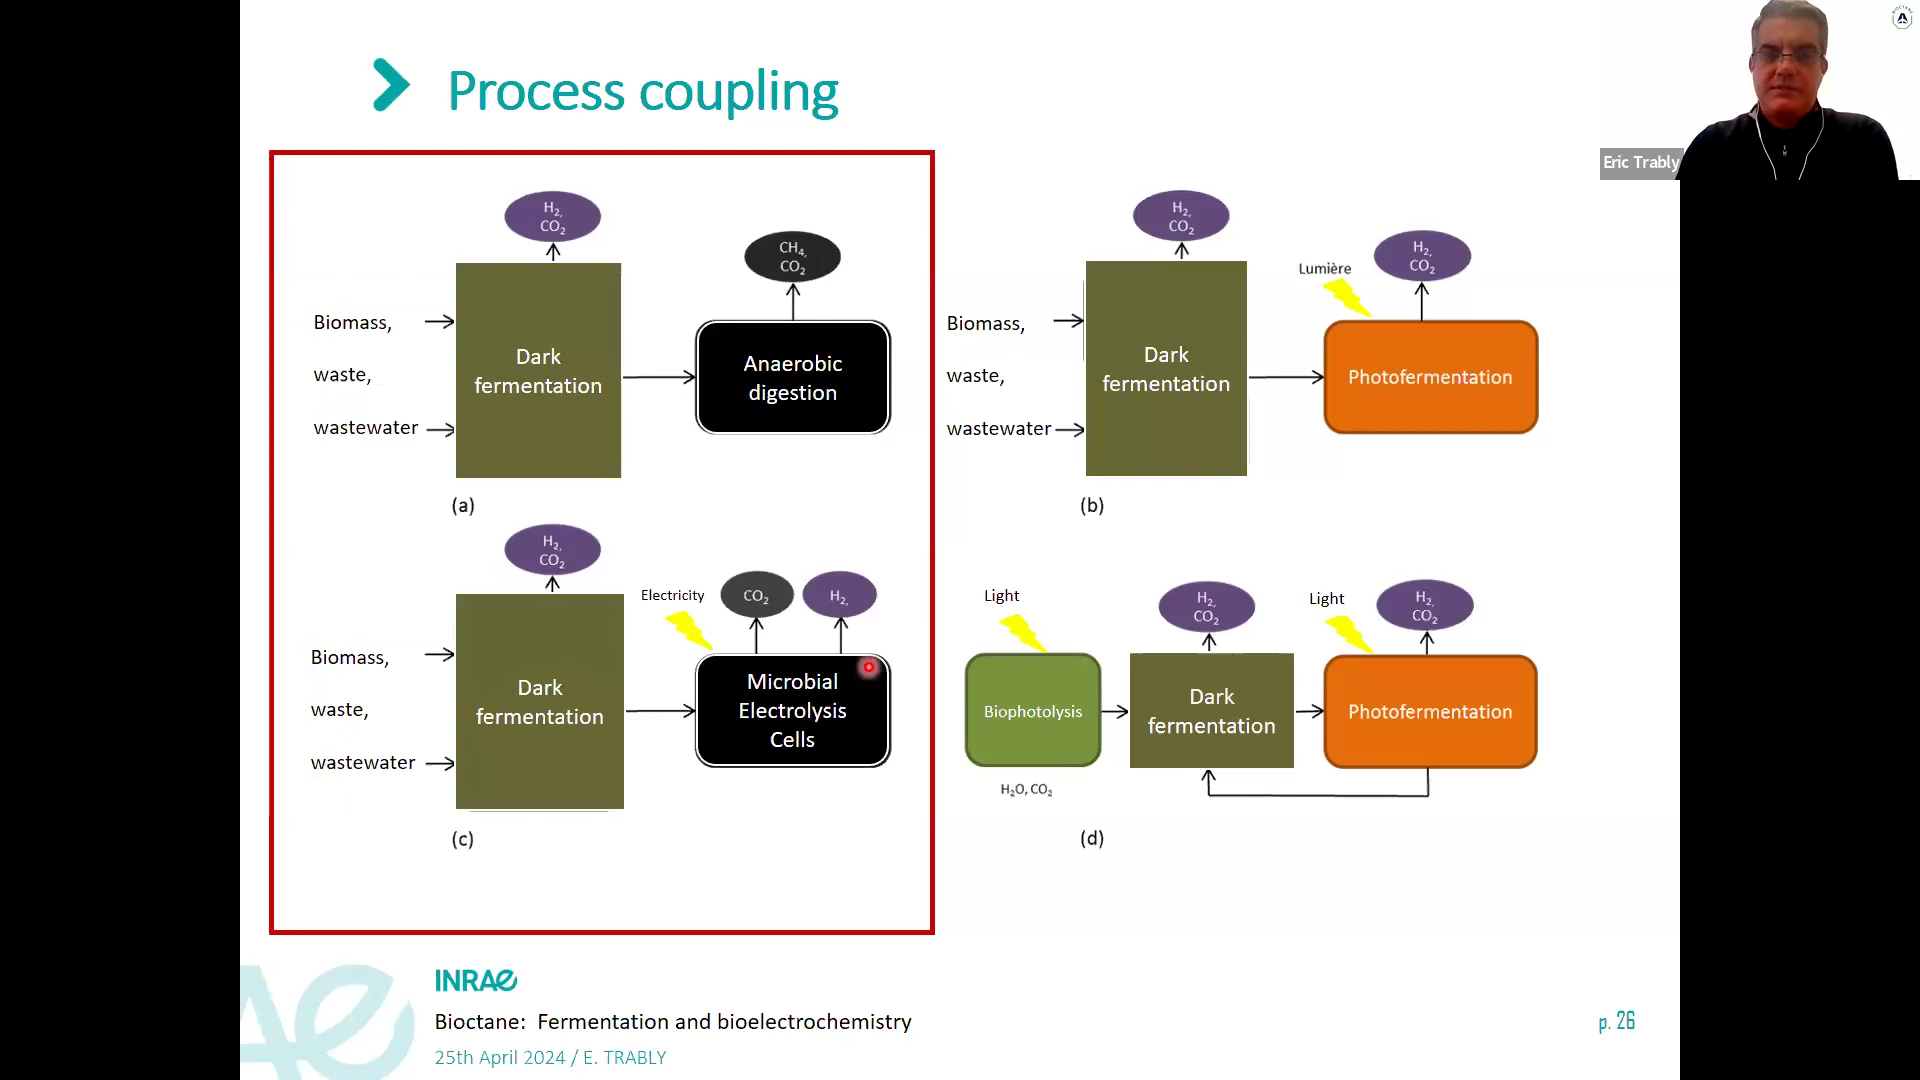 Process coupling
Eric Trably
H2,
CO2
CH4,
CO2
Biomass,
waste,
wastewater
Dark
fermentation
Anaerobic
digestion
(a)
H2,
CO2
Lumière
H2,
CO2
Biomass,
waste,
wastewater
Dark
fermentation
Photofermentation
(b)
H2,
CO2
Electricity
CO2
H2,
Biomass,
waste,
wastewater
Dark
fermentation
Microbial
Electrolysis
Cells
(c)
Light
H2,
CO2
Light
H2,
CO2
Biophotolysis
Dark
fermentation
Photofermentation
H2O, CO2
(d)
INRAE
Bioctane: Fermentation and bioelectrochemistry
25th April 2024 / E. TRABLY
p. 26